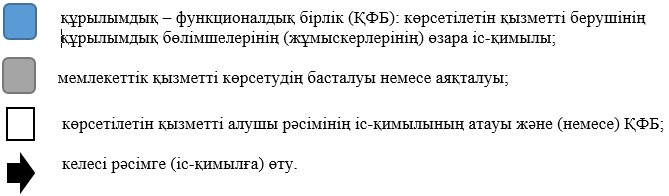 құрылымдық – функционалдық бірлік (ҚФБ): көрсетілетін қызметті берушінің
құрылымдық бөлімшелерінің (жұмыскерлерінің) өзара іс-қимылы;
мемлекеттік қызметті көрсетудің басталуы немесе аяқталуы;
көрсетілетін қызметті алушы рәсімінің іс-қимылының атауы және (немесе) ҚФБ;
келесі рәсімге (іс-қимылға) өту.